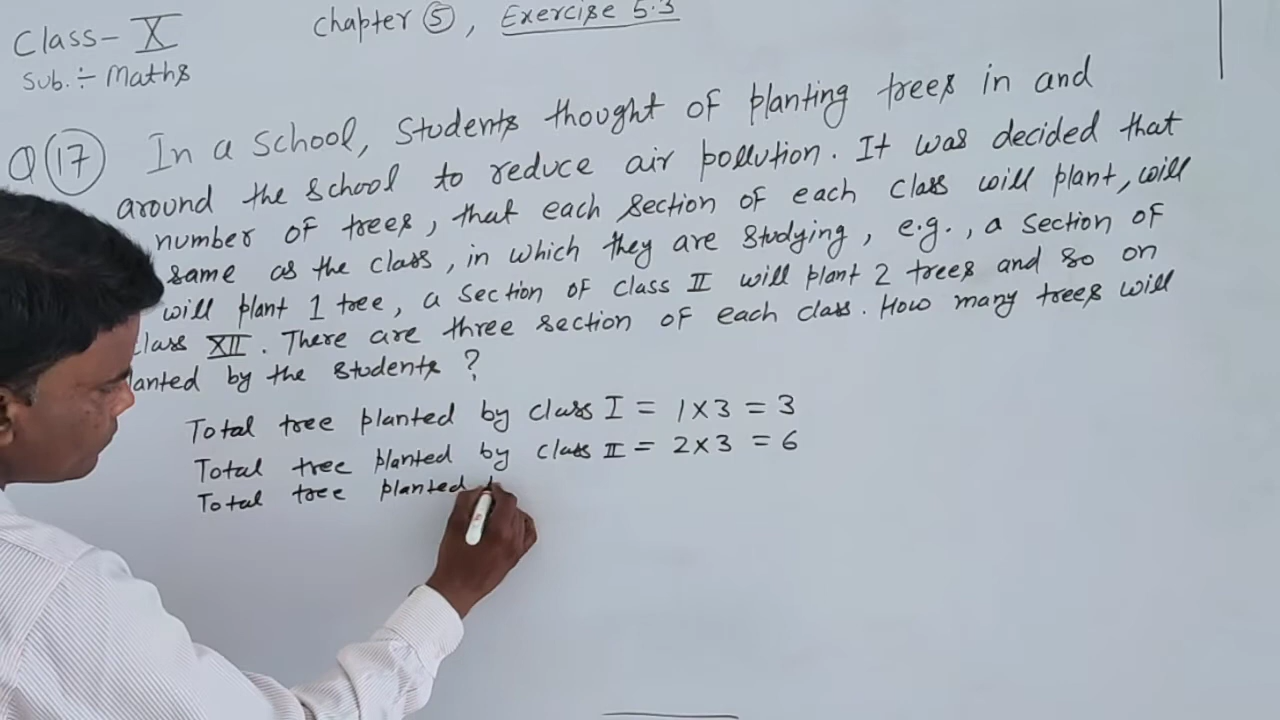 Class- X
Chapter 5, Exercise 5.3
Sub. ÷ Maths
Q 17 In a School, Students thought of planting trees in and
around the school to reduce air pollution. It was decided that
number of trees, that each section of each class will plant, will
same as the class, in which they are studying, e.g., a section of
will plant 1 tree, a section of class II will plant 2 trees and so on
class XII. There are three section of each class. How many trees will
lanted by the students?
Total tree planted by class I = 1×3 = 3
Total tree planted by class II = 2×3 = 6
Total tree planted